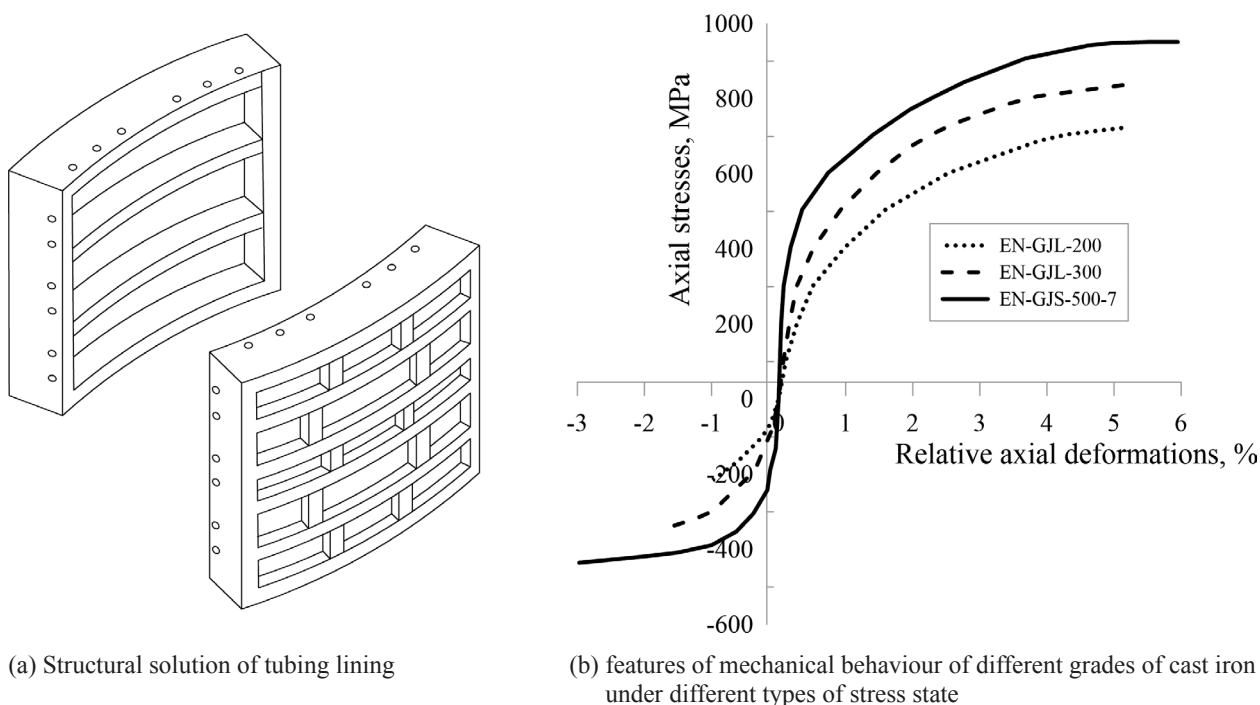 1000
800
600
400
200
0
-200
-400
-600
Axial stresses, MPa
EN-GJL-200
EN-GJL-300
EN-GJS-500-7
-3 -2 -1 0 1 2 3 4 5 6
Relative axial deformations, %
(a) Structural solution of tubing lining
(b) features of mechanical behaviour of different grades of cast iron
under different types of stress state